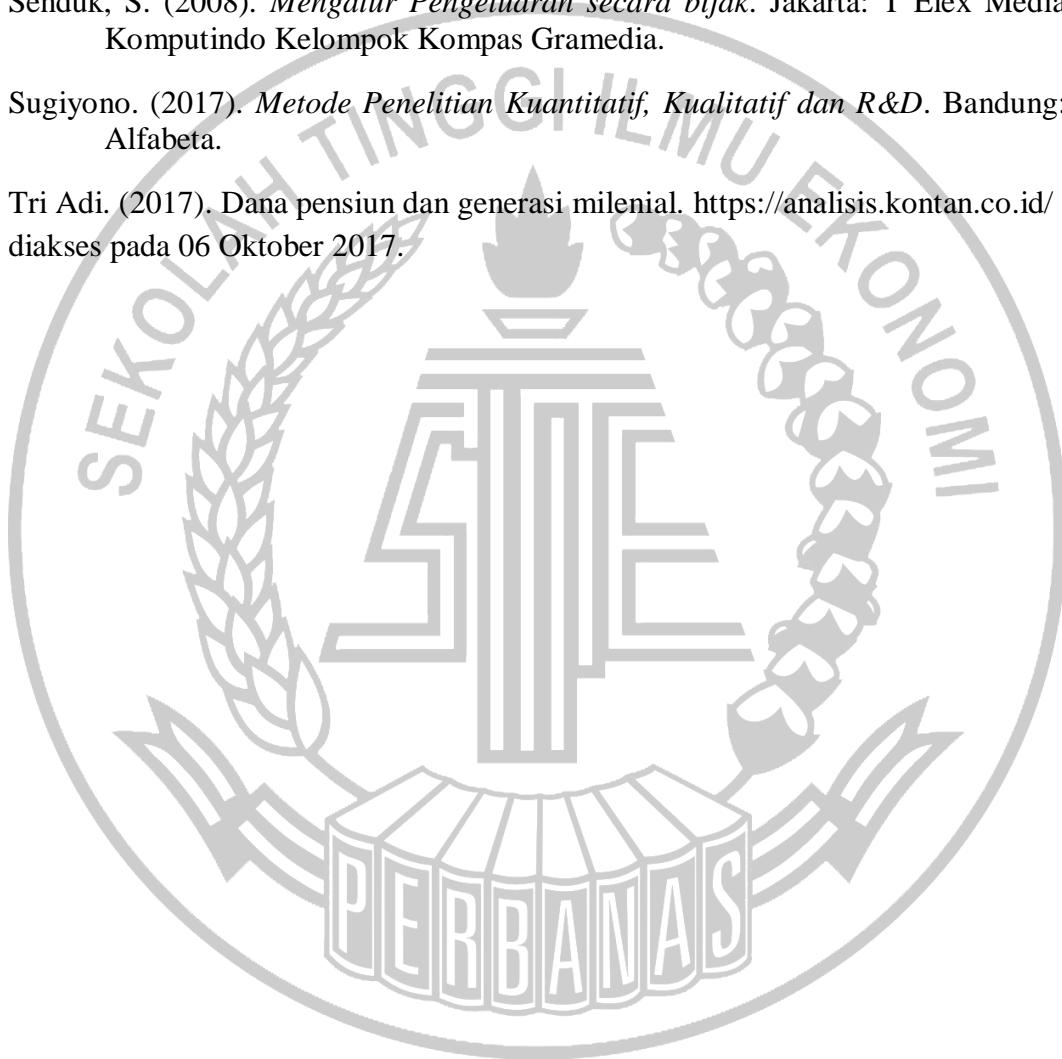 Senduk, S. (2008). Mengatur Pengeluaran secara bijak. Jakarta: T Elex Media
Komputindo Kelompok Kompas Gramedia.
Sugiyono. (2017). Metode Penelitian Kuantitatif, Kualitatif dan R&D. Bandung:
Alfabeta.
Tri Adi. (2017). Dana pensiun dan generasi milenial. https://analisis.kontan.co.id/
diakses pada 06 Oktober 2017.
SEKOLAH TINGGI ILMU EKONOMI
STIE
PERBANAS